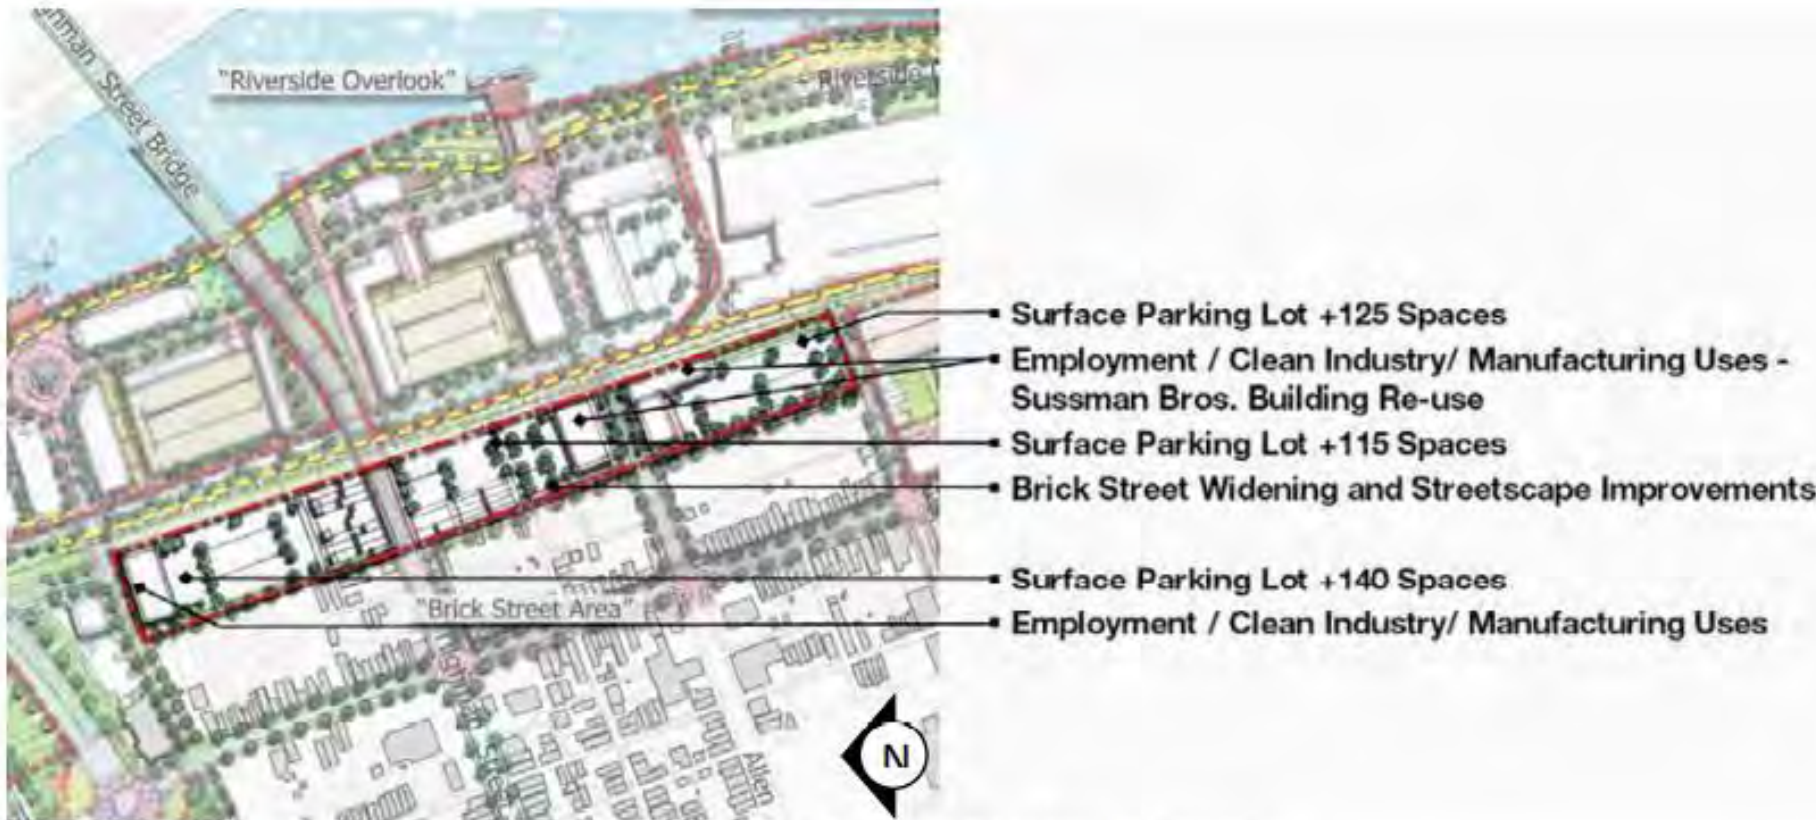 Street Bridge
"Riverside Overlook"
Riverside
Surface Parking Lot +125 Spaces
Employment / Clean Industry/ Manufacturing Uses -
Sussman Bros. Building Re-use
Surface Parking Lot +115 Spaces
Brick Street Widening and Streetscape Improvements
Surface Parking Lot +140 Spaces
"Brick Street Area"
Employment / Clean Industry/ Manufacturing Uses
Allen
N